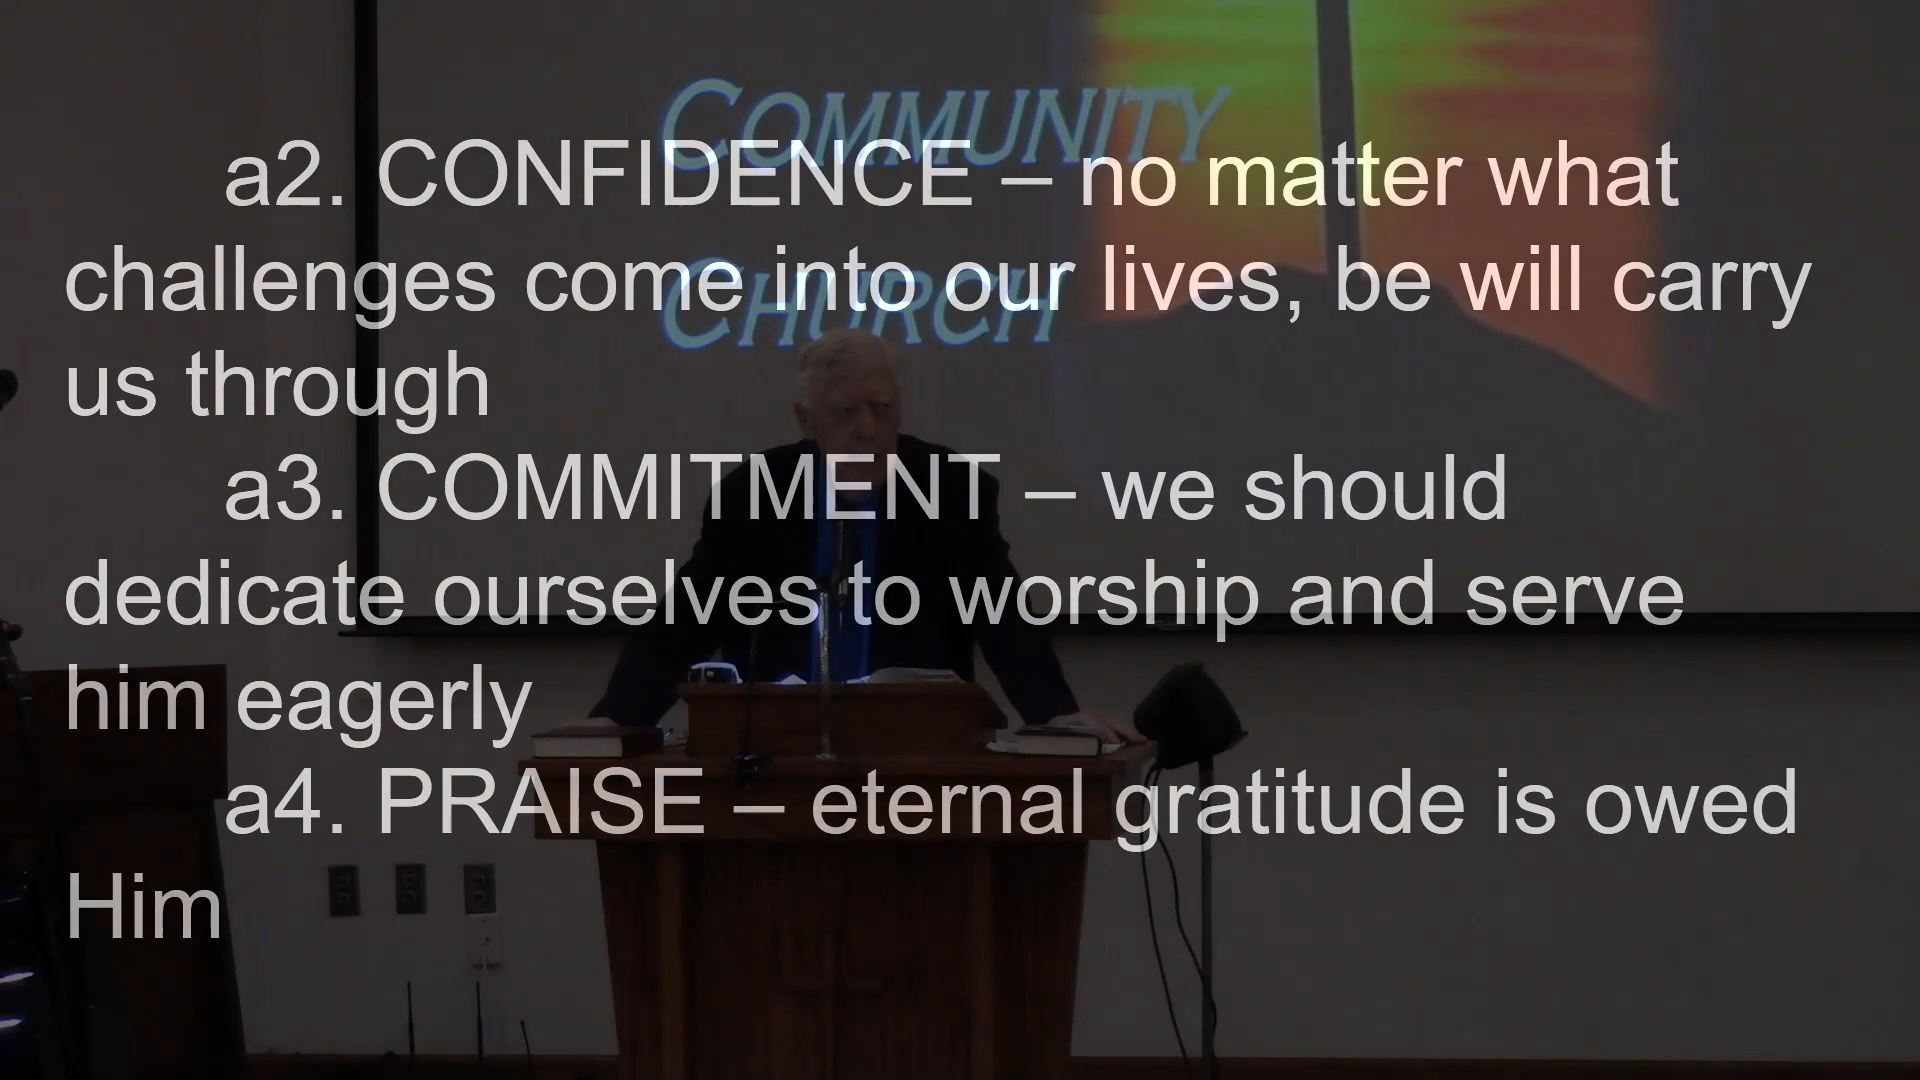 COMMUNITY
CHURCH
a2. CONFIDENCE – no matter what
challenges come into our lives, be will carry
us through
a3. COMMITMENT – we should
dedicate ourselves to worship and serve
him eagerly
a4. PRAISE – eternal gratitude is owed
Him